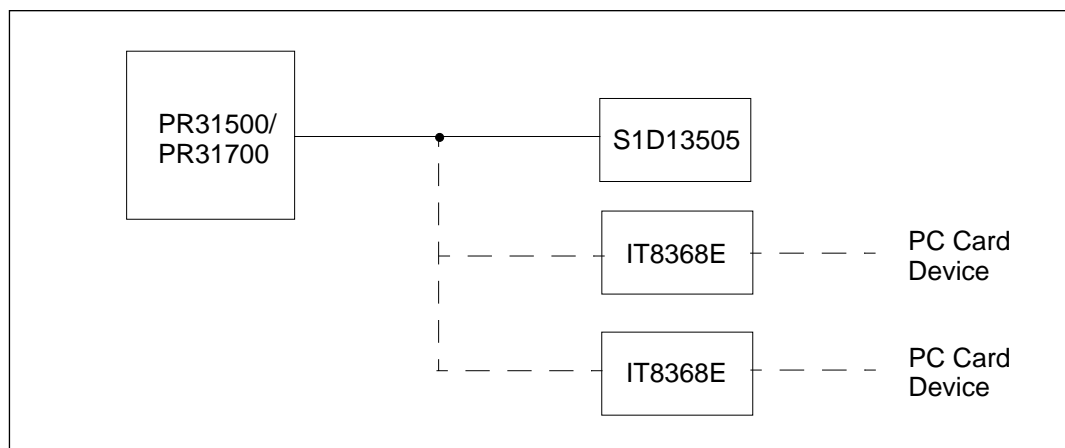 PR31500/
PR31700
S1D13505
IT8368E
PC Card
Device
IT8368E
PC Card
Device